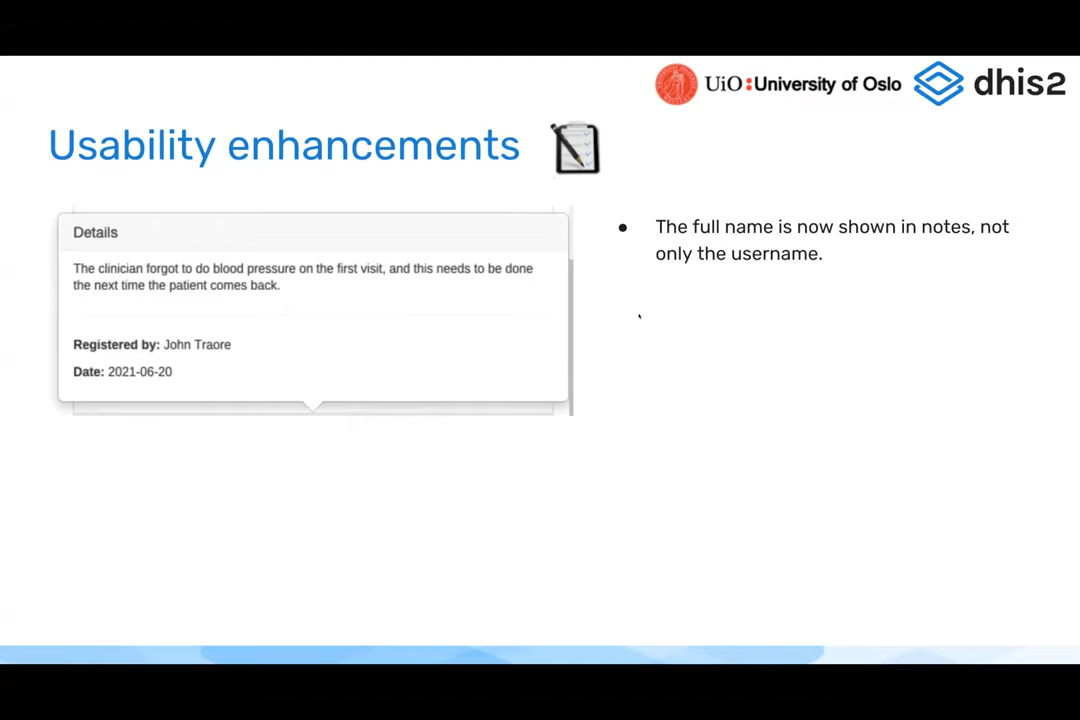 UiO:University of Oslo
dhis2
Usability enhancements
Details
The clinician forgot to do blood pressure on the first visit, and this needs to be done
the next time the patient comes back.
Registered by: John Traore
Date: 2021-06-20
● The full name is now shown in notes, not
only the username.